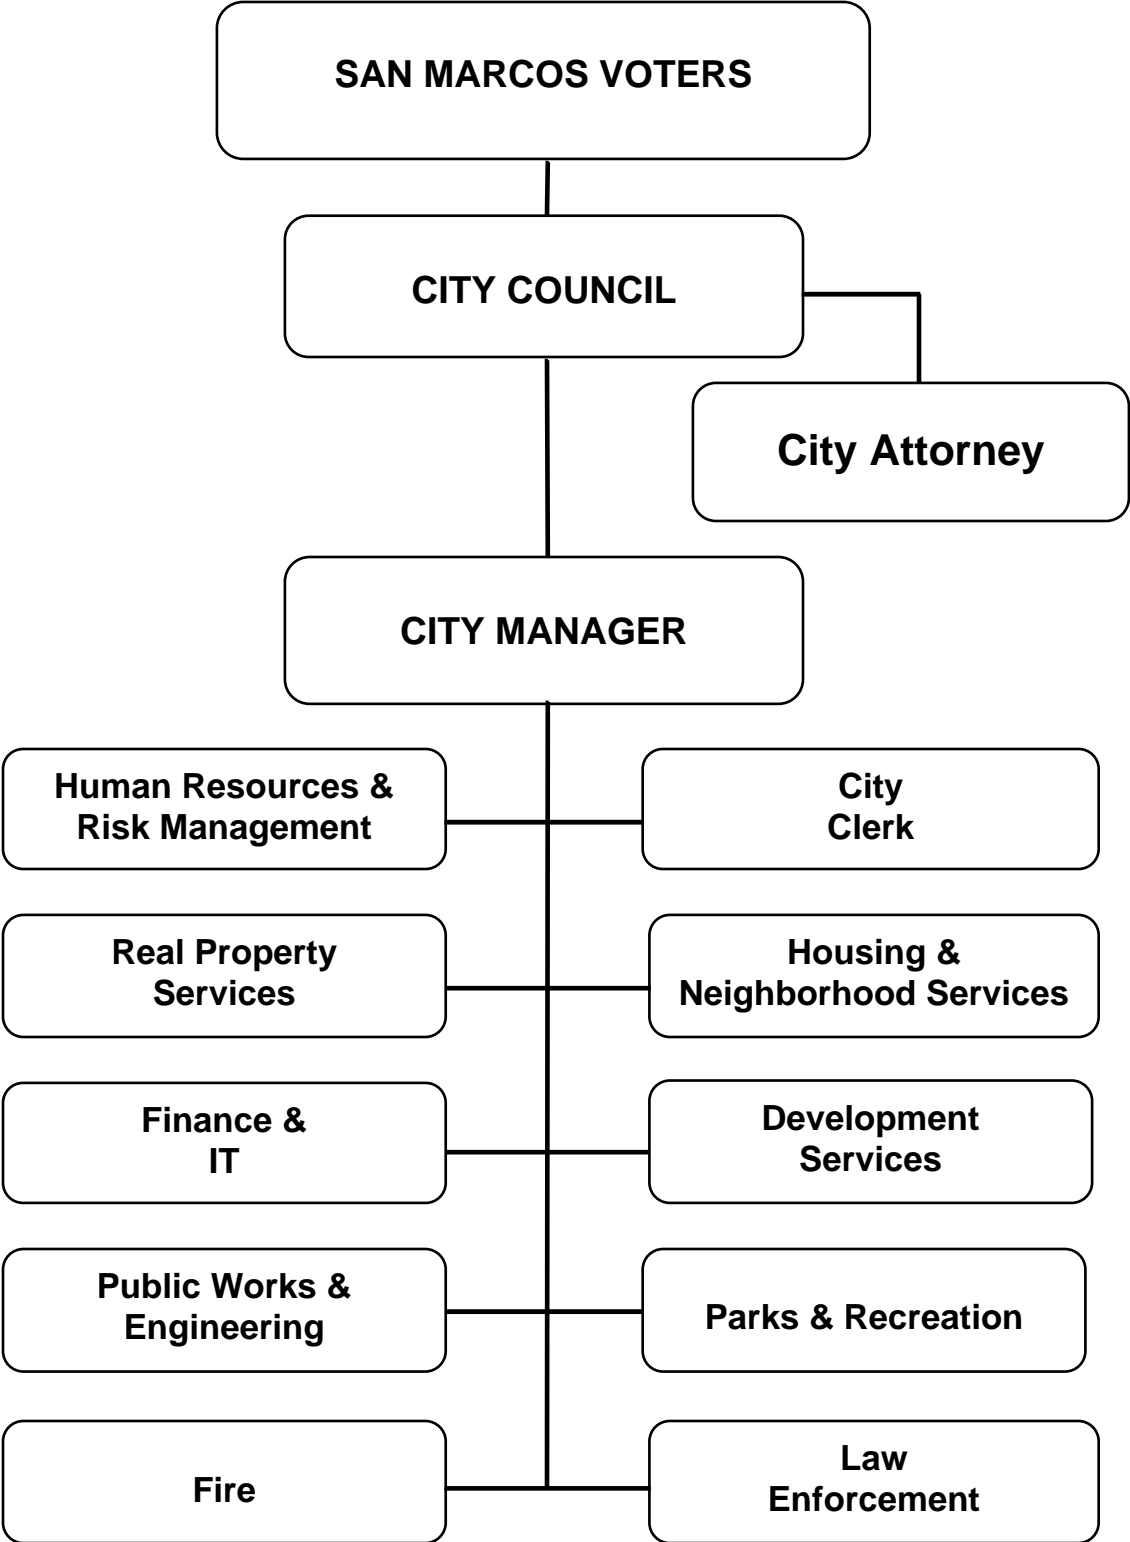 SAN MARCOS VOTERS
CITY COUNCIL
City Attorney
CITY MANAGER
Human Resources &
Risk Management
City
Clerk
Real Property
Services
Housing &
Neighborhood Services
Finance &
IT
Development
Services
Public Works &
Engineering
Parks & Recreation
Fire
Law
Enforcement